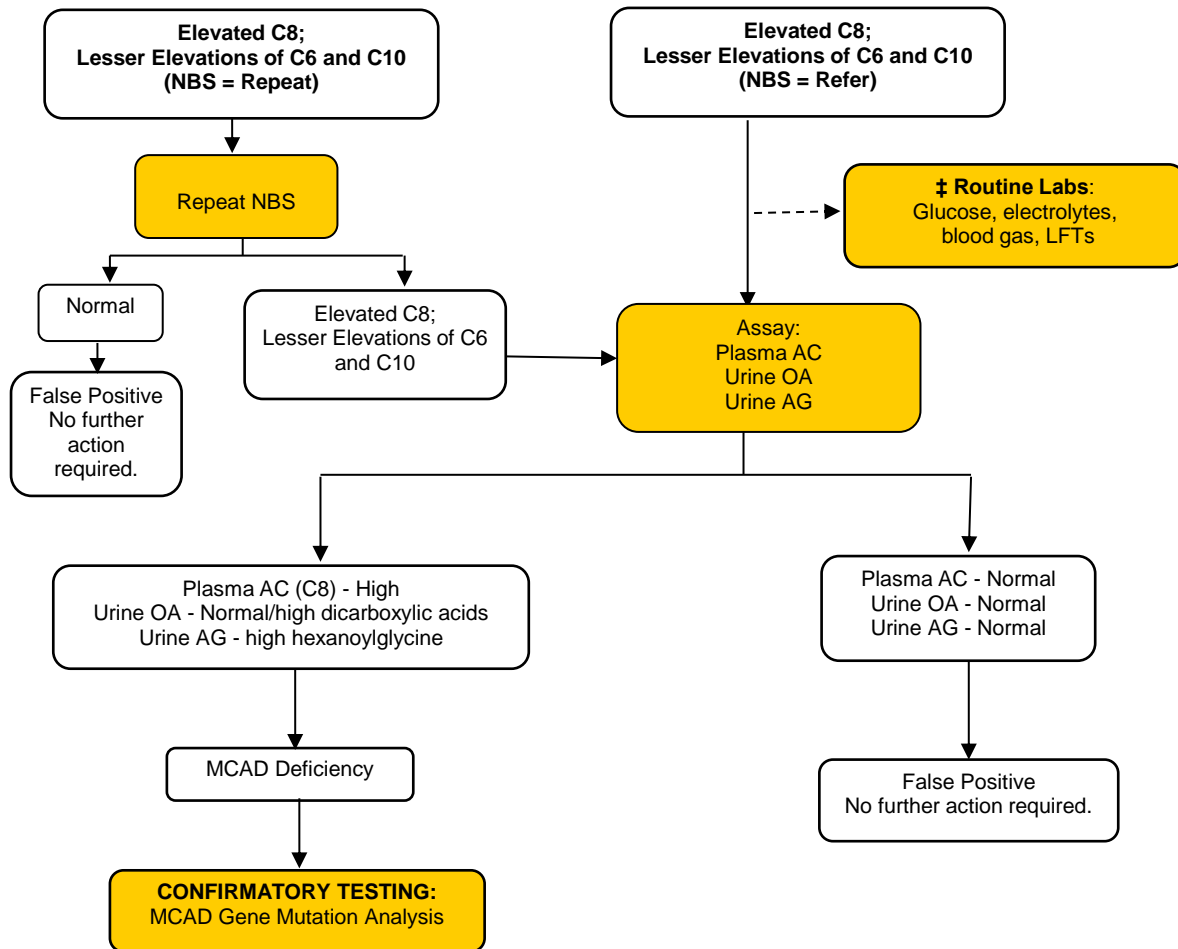 Elevated C8;
Lesser Elevations of C6 and C10
(NBS = Repeat)
Elevated C8;
Lesser Elevations of C6 and C10
(NBS = Refer)
Repeat NBS
‡ Routine Labs:
Glucose, electrolytes,
blood gas, LFTs
Normal
Elevated C8;
Lesser Elevations of C6
and C10
Assay:
Plasma AC
Urine OA
Urine AG
False Positive
No further
action
required.
Plasma AC (C8) - High
Urine OA - Normal/high dicarboxylic acids
Urine AG - high hexanoylglycine
Plasma AC - Normal
Urine OA - Normal
Urine AG - Normal
MCAD Deficiency
False Positive
No further action required.
CONFIRMATORY TESTING:
MCAD Gene Mutation Analysis